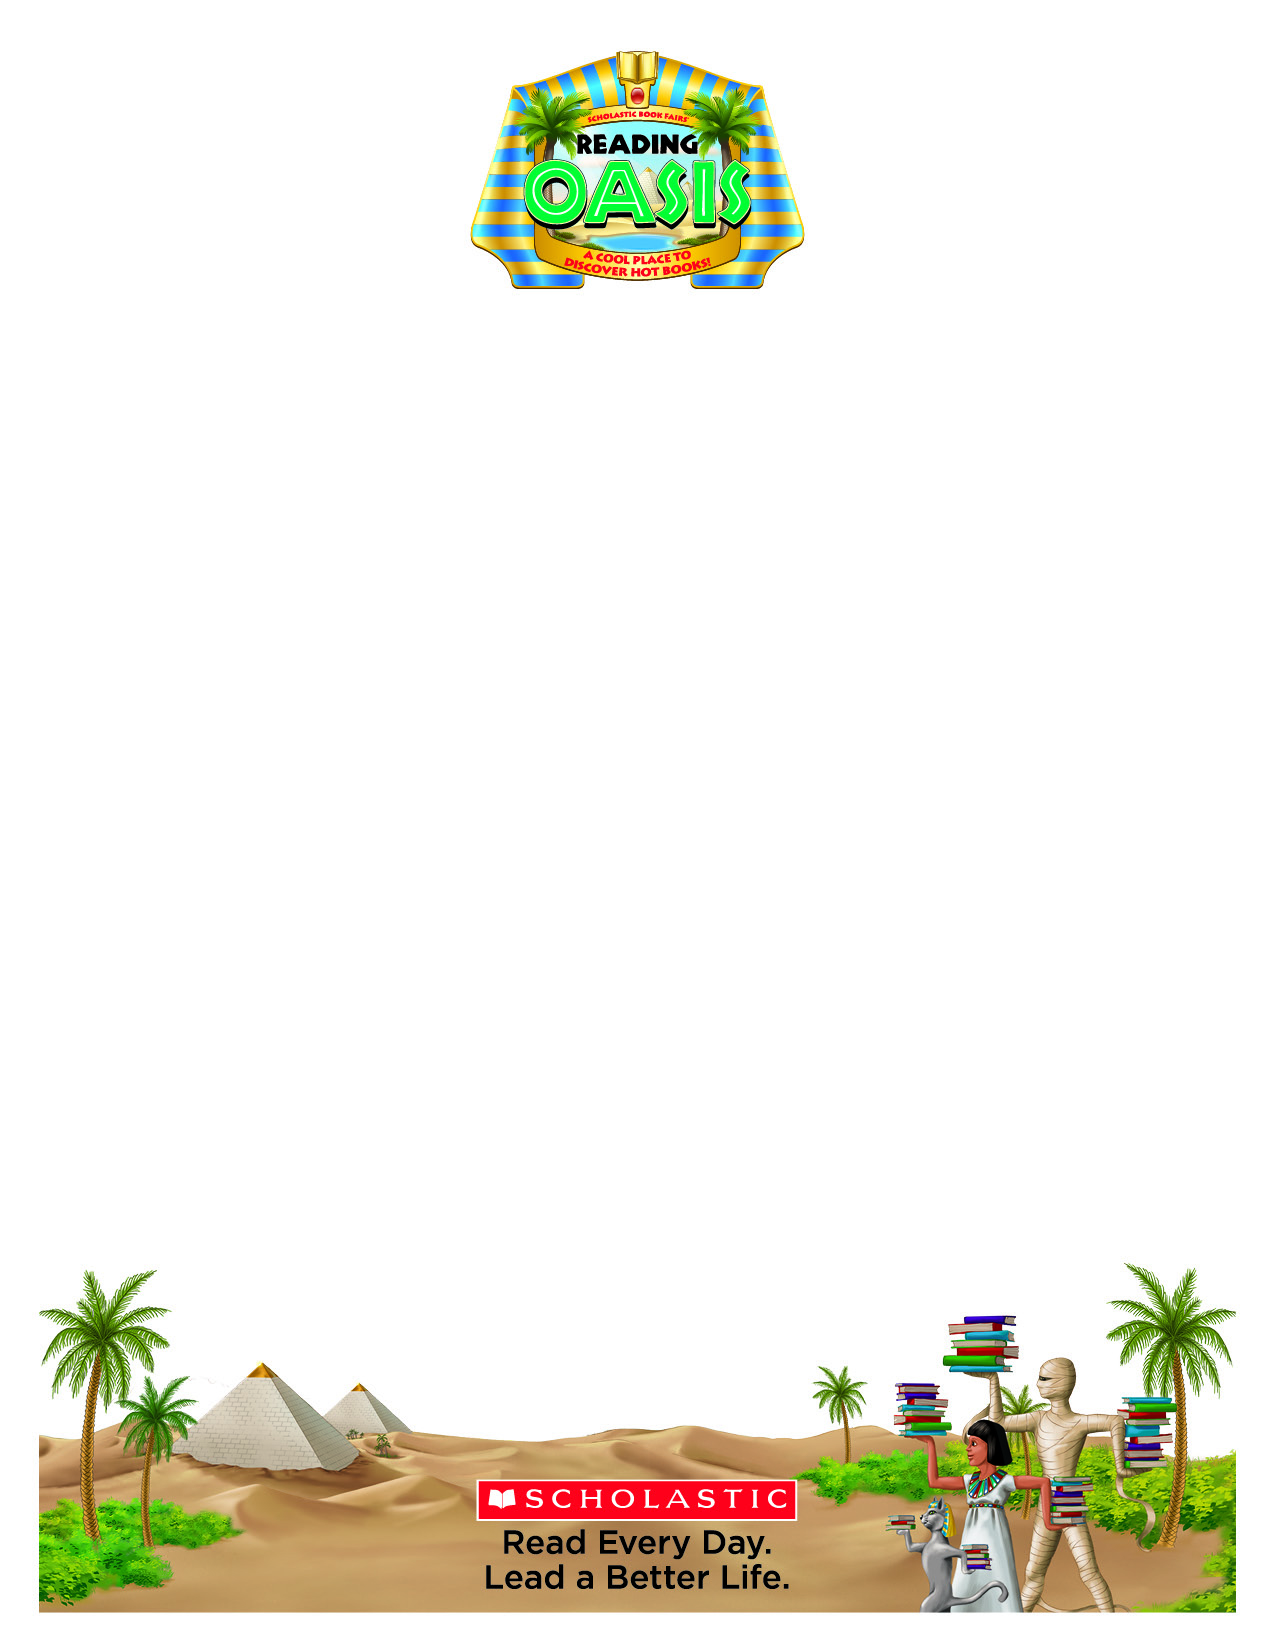 SCHOLASTIC BOOK FAIRS®
READING
OASIS
A COOL PLACE TO
DISCOVER HOT BOOKS!
SCHOLASTIC
Read Every Day.
Lead a Better Life.